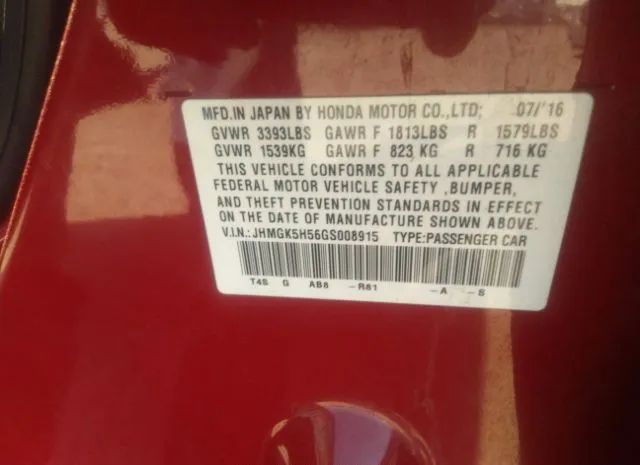 MFD.IN JAPAN BY HONDA MOTOR CO.,LTD; 07/'16
GVWR 3393LBS GAWR F 1813LBS R 1579LBS
GVWR 1539KG GAWR F 823 KG R 716 KG
THIS VEHICLE CONFORMS TO ALL APPLICABLE
FEDERAL MOTOR VEHICLE SAFETY ,BUMPER,
AND THEFT PREVENTION STANDARDS IN EFFECT
ON THE DATE OF MANUFACTURE SHOWN ABOVE.
V.I.N.:JHMGK5H56GS008915 TYPE:PASSENGER CAR
T4S G AB8 -R81 -A -S